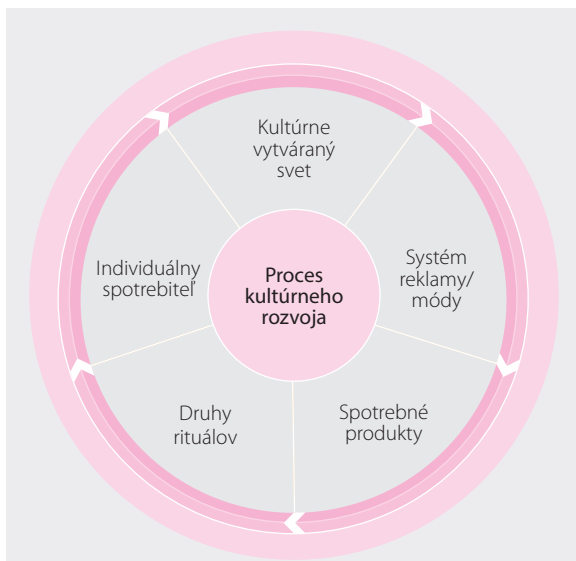 Kultúrne
vytváraný
svet
Systém
reklamy/
módy
Spotrebné
produkty
Druhy
rituálov
Individuálny
spotrebiteľ
Proces
kultúrneho
rozvoja